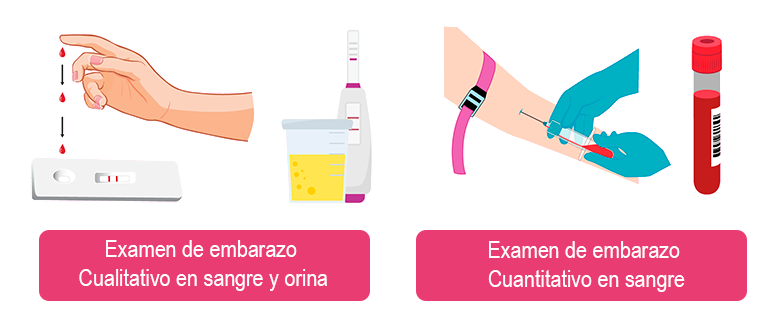 Examen de embarazo
Cualitativo en sangre y orina
Examen de embarazo
Cuantitativo en sangre